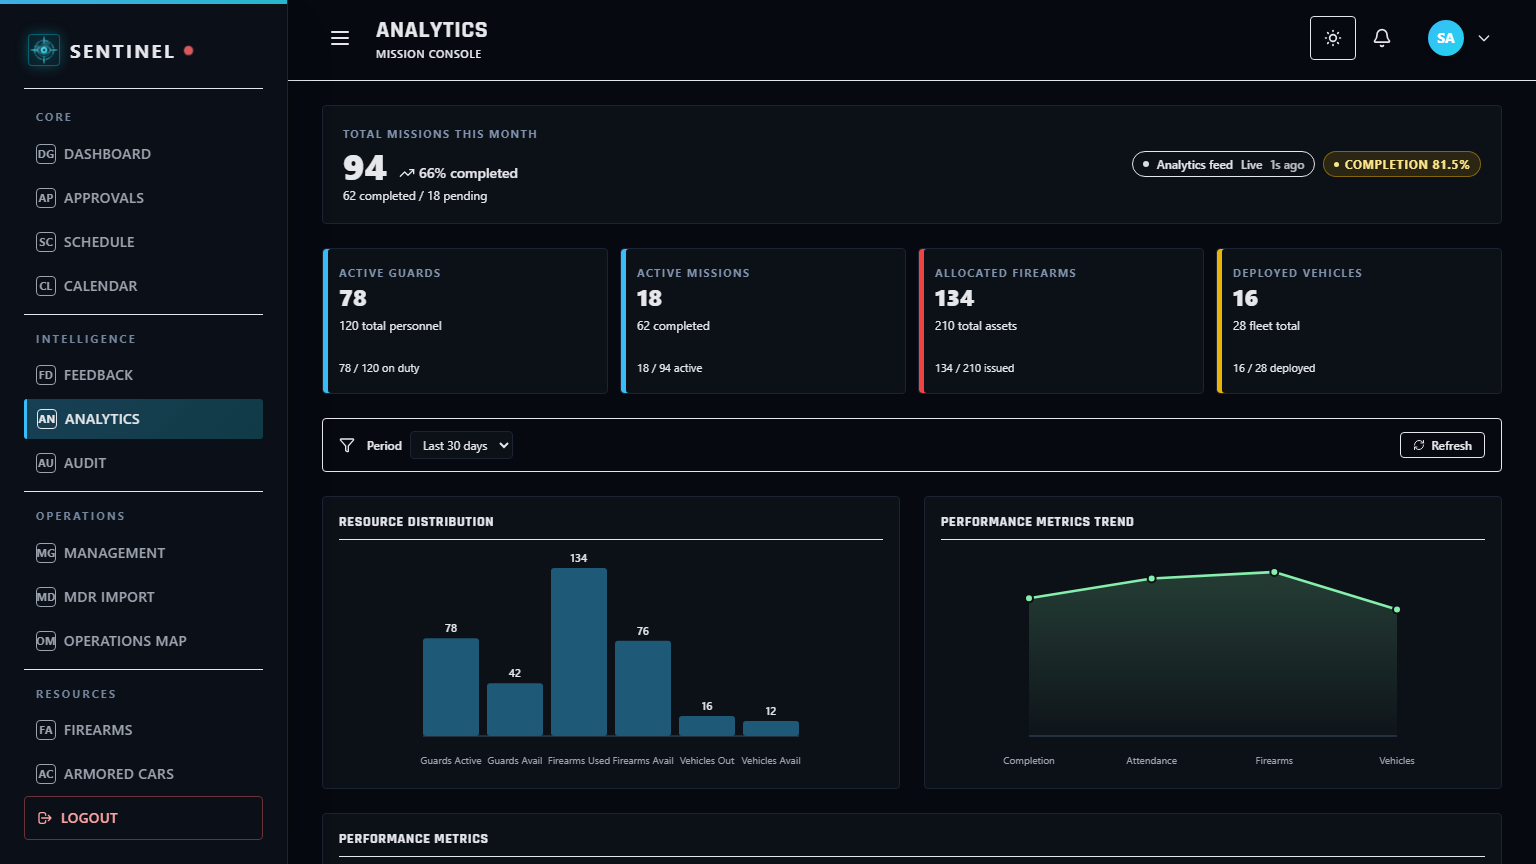 SENTINEL
CORE
DG DASHBOARD
AP APPROVALS
SC SCHEDULE
CL CALENDAR
INTELLIGENCE
FD FEEDBACK
AN ANALYTICS
AU AUDIT
OPERATIONS
MG MANAGEMENT
MD MDR IMPORT
OM OPERATIONS MAP
RESOURCES
FA FIREARMS
AC ARMORED CARS
LOGOUT
ANALYTICS
MISSION CONSOLE
SA
TOTAL MISSIONS THIS MONTH
94 66% completed
62 completed / 18 pending
Analytics feed Live 1s ago
COMPLETION 81.5%
ACTIVE GUARDS
78
120 total personnel
78 / 120 on duty
ACTIVE MISSIONS
18
62 completed
18 / 94 active
ALLOCATED FIREARMS
134
210 total assets
134 / 210 issued
DEPLOYED VEHICLES
16
28 fleet total
16 / 28 deployed
Period Last 30 days
Refresh
RESOURCE DISTRIBUTION
78
42
134
76
16
12
Guards Active Guards Avail Firearms Used Firearms Avail Vehicles Out Vehicles Avail
PERFORMANCE METRICS TREND
Completion Attendance Firearms Vehicles
PERFORMANCE METRICS